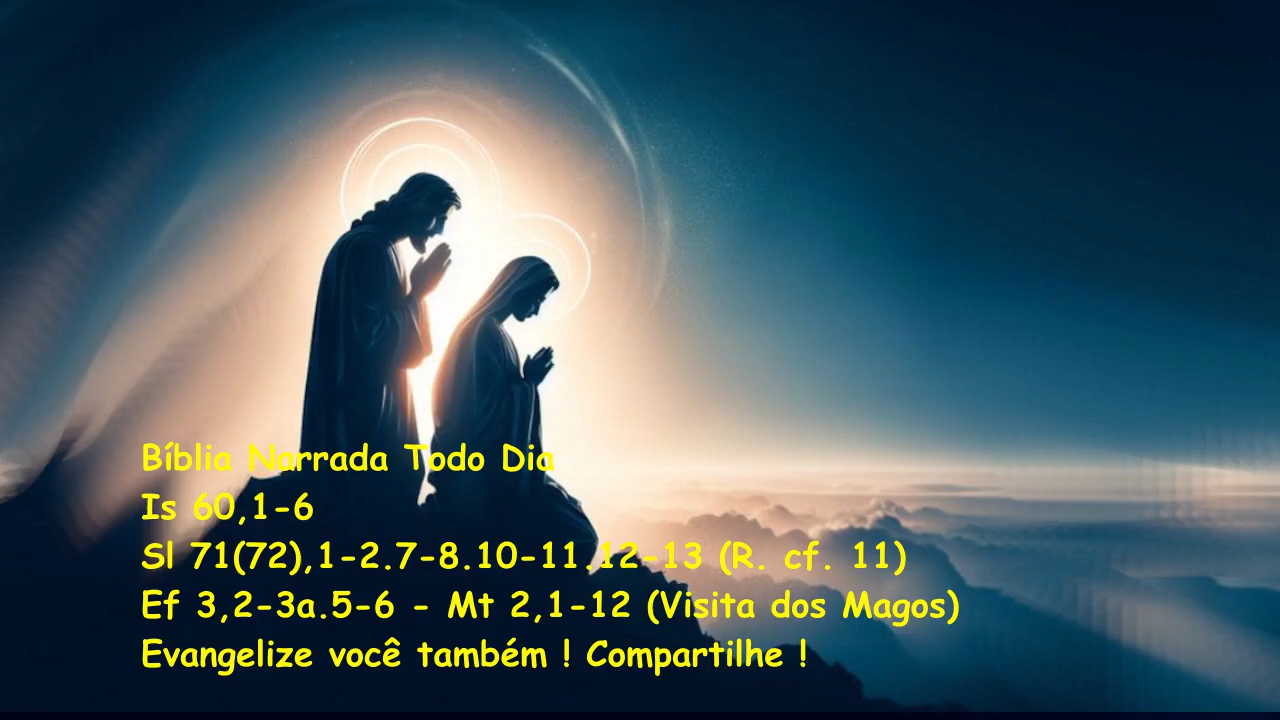 Bíblia Narrada Todo Dia
Is 60,1-6
Sl 71(72),1-2.7-8.10-11.12-13 (R. cf. 11)
Ef 3,2-3a.5-6 - Mt 2,1-12 (Visita dos Magos)
Evangelize você também ! Compartilhe !